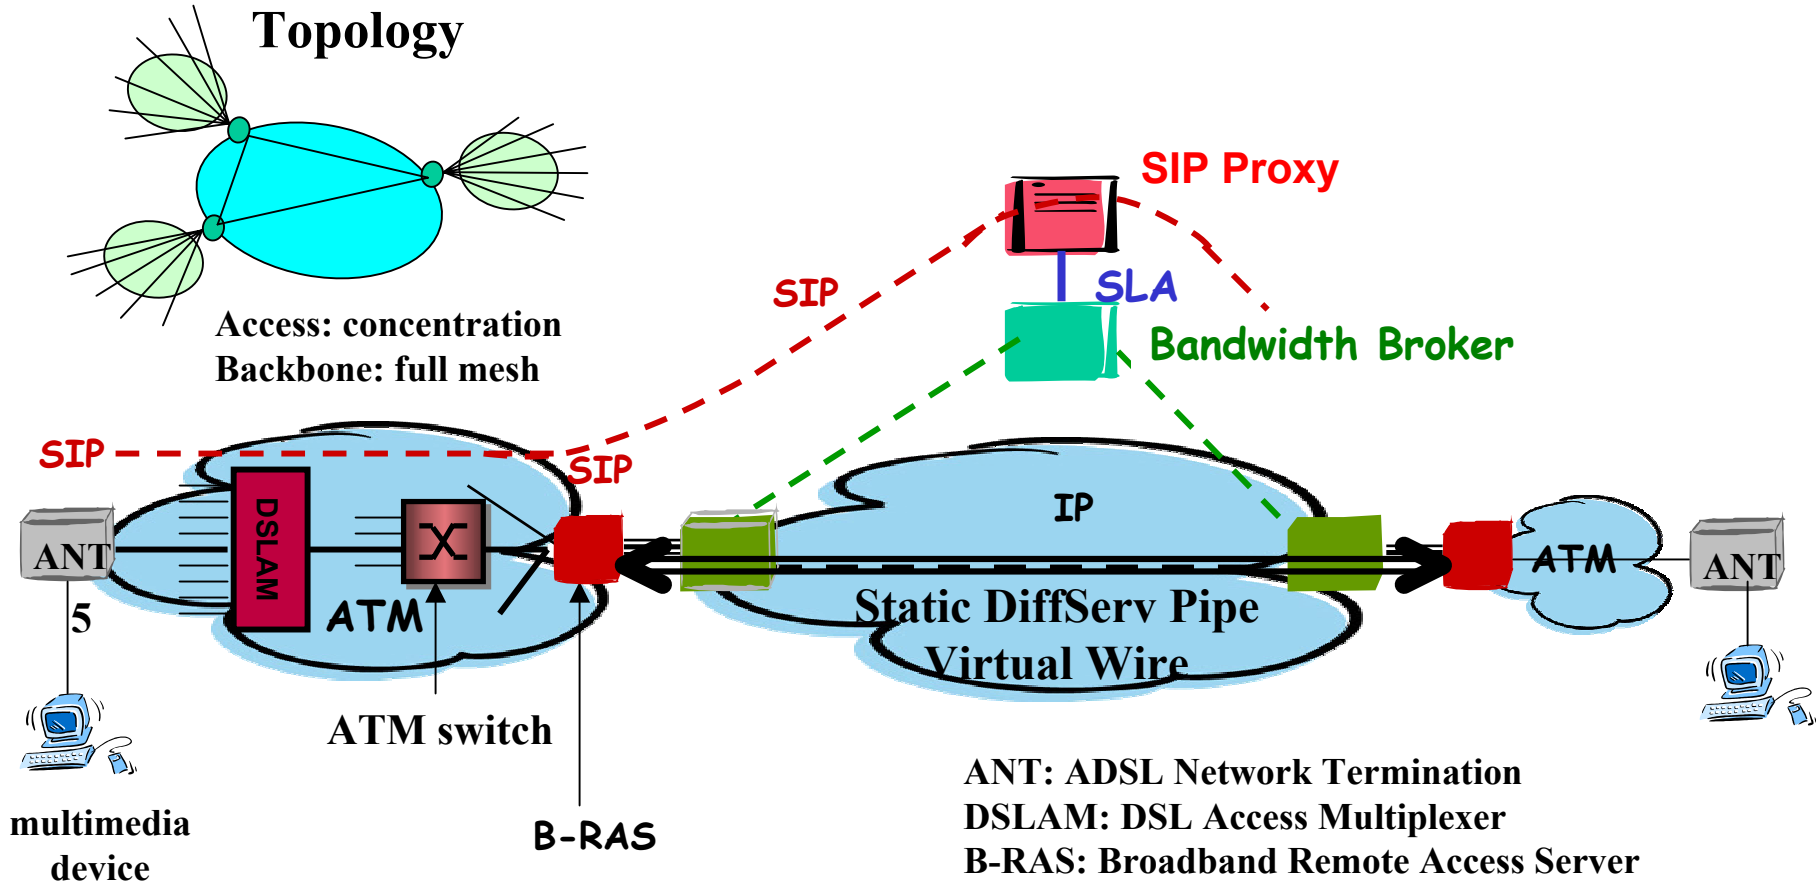 Topology
SIP Proxy
SIP
SLA
Access: concentration
Bandwidth Broker
Backbone: full mesh
SIP
SIP
IP
ANT
DSLAM
ATM
ANT
5
ATM
Static DiffServ Pipe
Virtual Wire
ATM switch
ANT: ADSL Network Termination
multimedia
device
B-RAS
DSLAM: DSL Access Multiplexer
B-RAS: Broadband Remote Access Server